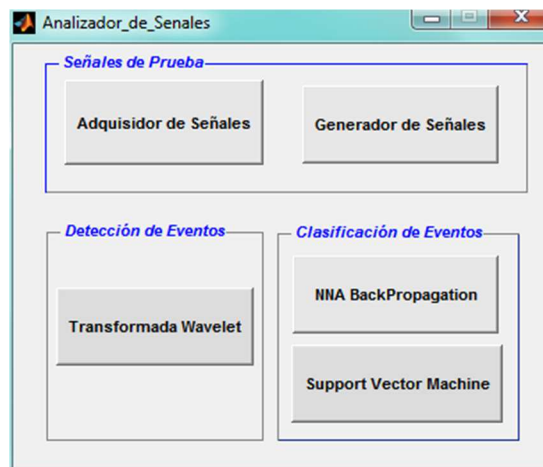 Analizador_de_Senales
Señales de Prueba
Adquisidor de Señales
Generador de Señales
Detección de Eventos
Clasificación de Eventos
Transformada Wavelet
NNA BackPropagation
Support Vector Machine